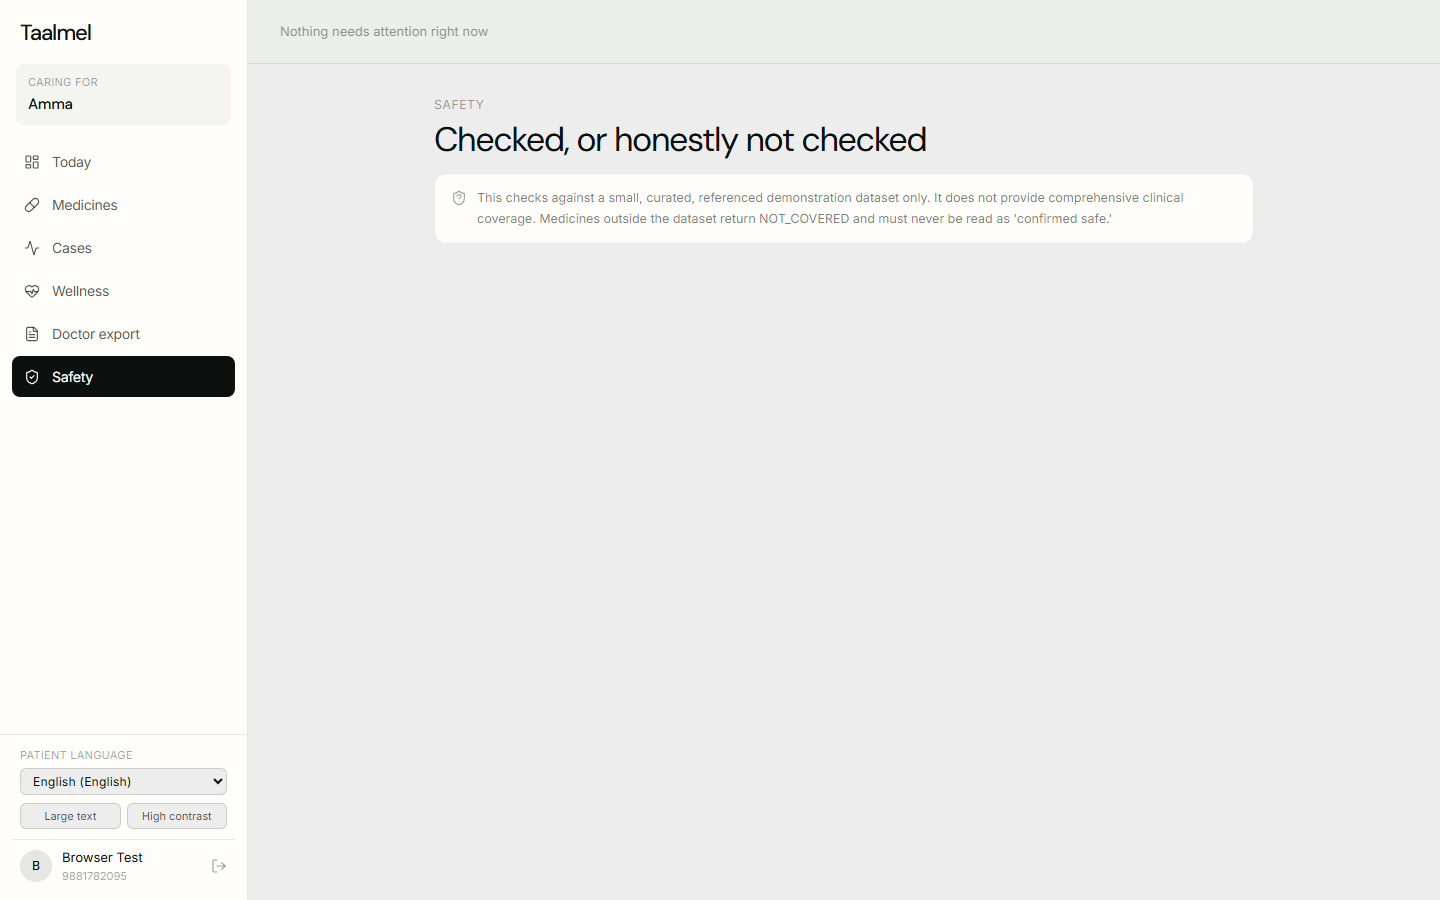 Taalmel
CARING FOR
Amma
Today
Medicines
Cases
Wellness
Doctor export
Safety
PATIENT LANGUAGE
English (English)
Large text
High contrast
B
Browser Test
9881782095
Nothing needs attention right now
SAFETY
Checked, or honestly not checked
This checks against a small, curated, referenced demonstration dataset only. It does not provide comprehensive clinical
coverage. Medicines outside the dataset return NOT_COVERED and must never be read as 'confirmed safe.'